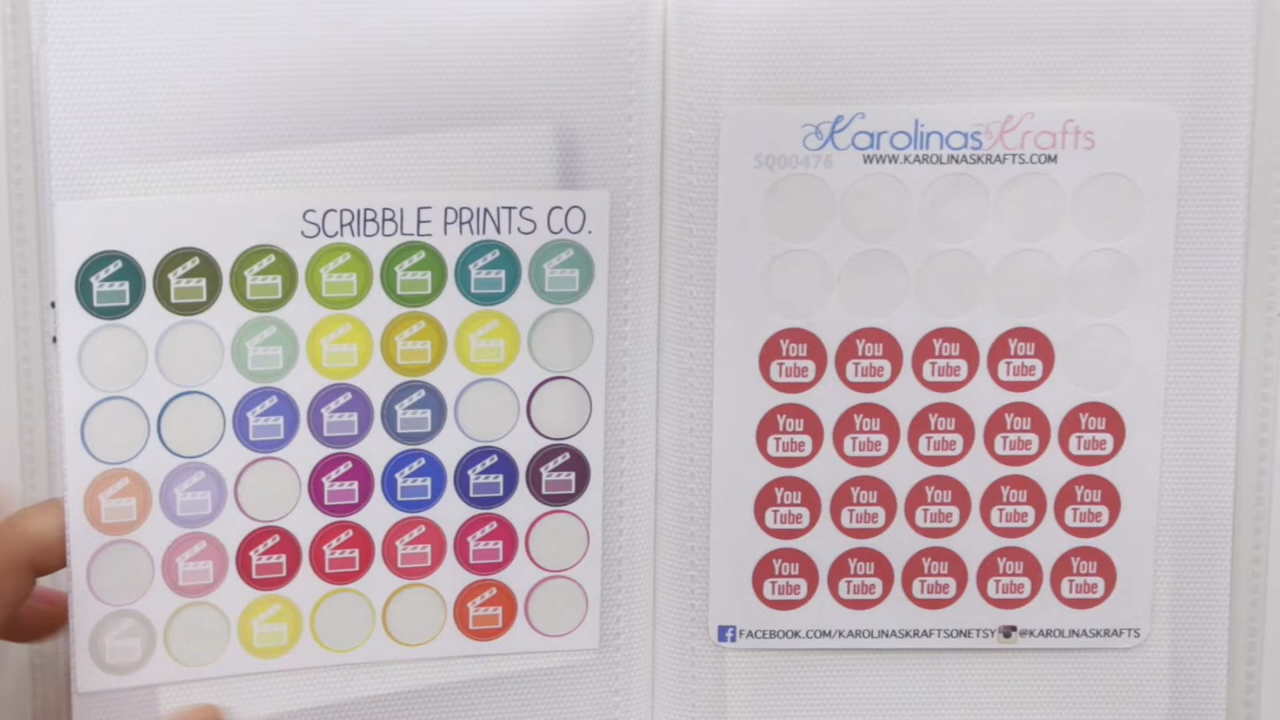 SCRIBBLE PRINTS CO.
Karolinas Krafts
SQ00476
WWW.KAROLINASKRAFTS.COM
You Tube You Tube You Tube You Tube
You Tube You Tube You Tube You Tube You Tube
You Tube You Tube You Tube You Tube You Tube
You Tube You Tube You Tube You Tube You Tube
FACEBOOK.COM/KAROLINASKRAFTSONETSY @KAROLINASKRAFTS